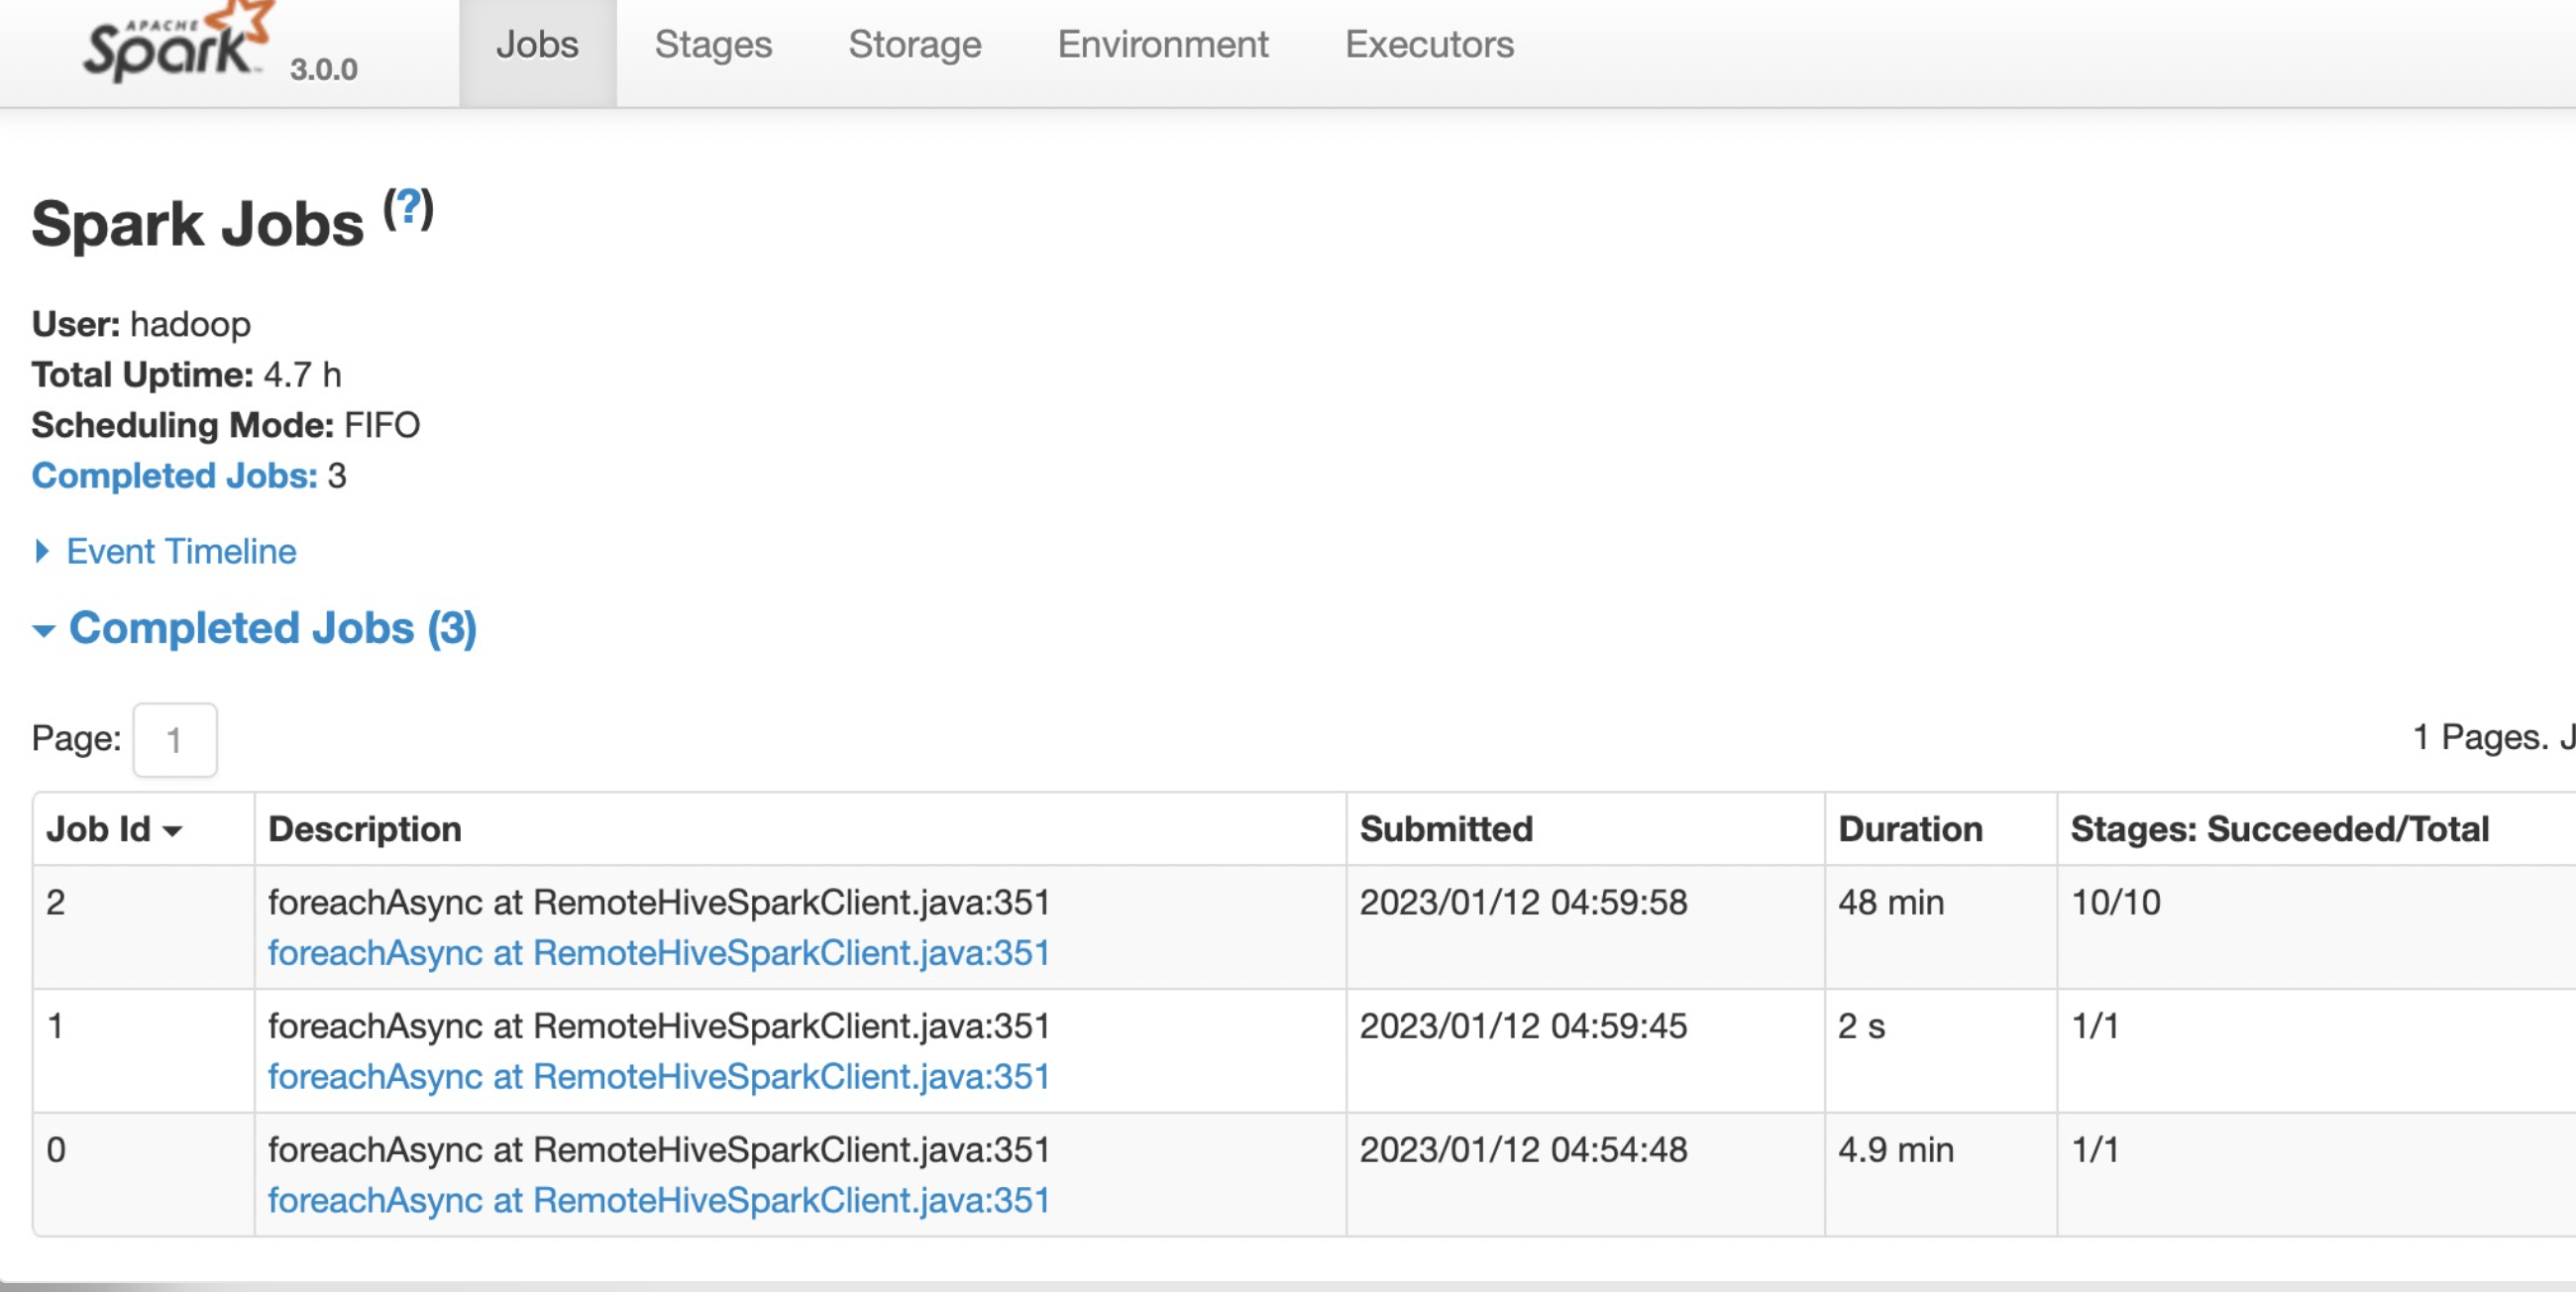 APACHE
Spark 3.0.0
Jobs Stages Storage Environment Executors
Spark Jobs (?)
User: hadoop
Total Uptime: 4.7 h
Scheduling Mode: FIFO
Completed Jobs: 3
Event Timeline
Completed Jobs (3)
Page: 1 1 Pages. J
Job Id Description Submitted Duration Stages: Succeeded/Total
2 foreachAsync at RemoteHiveSparkClient.java:351 2023/01/12 04:59:58 48 min 10/10
foreachAsync at RemoteHiveSparkClient.java:351
1 foreachAsync at RemoteHiveSparkClient.java:351 2023/01/12 04:59:45 2 s 1/1
foreachAsync at RemoteHiveSparkClient.java:351
0 foreachAsync at RemoteHiveSparkClient.java:351 2023/01/12 04:54:48 4.9 min 1/1
foreachAsync at RemoteHiveSparkClient.java:351